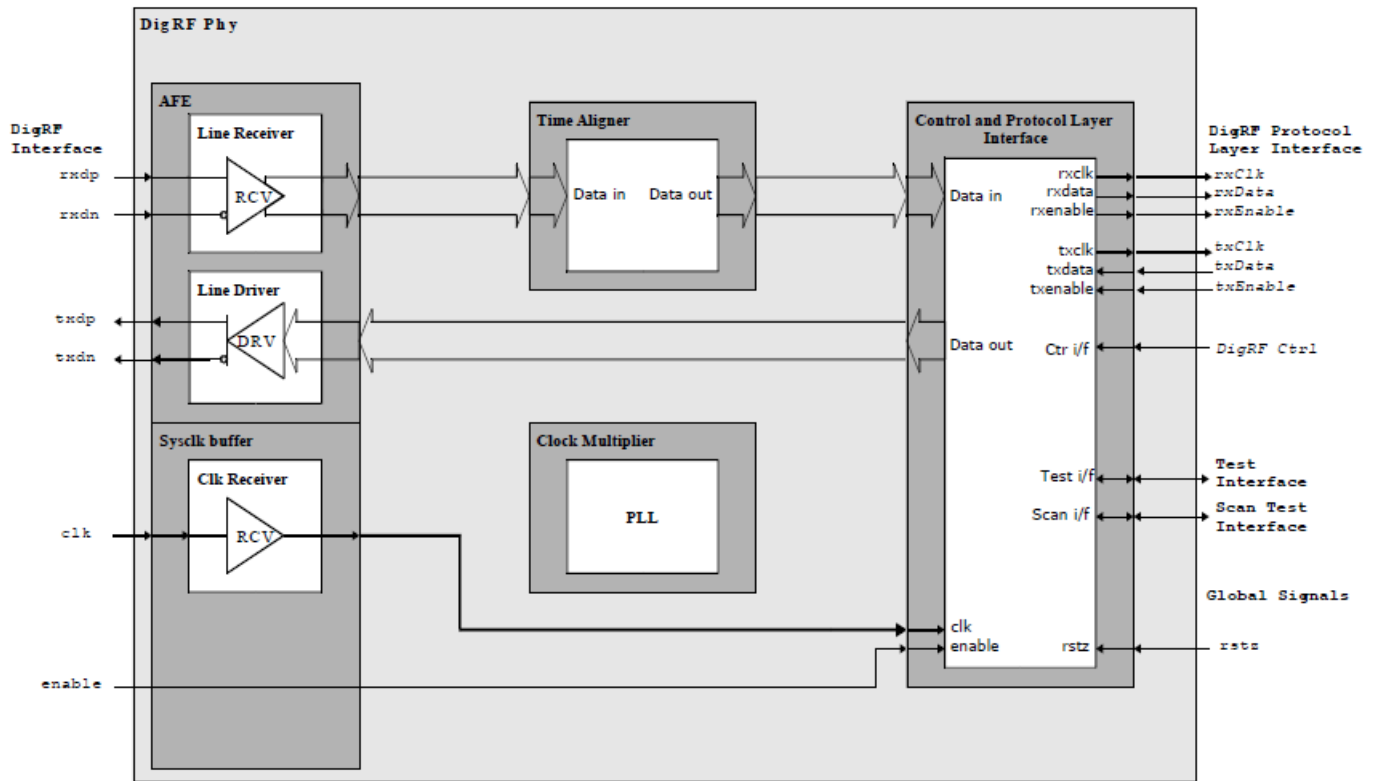 DigRF Phy
DigRF
Interface
rxdp
rxdn
txdp
txdn
clk
enable
AFE
Line Receiver
RCV
Line Driver
DRV
Sysclk buffer
Clk Receiver
RCV
Time Aligner
Data in
Data out
Clock Multiplier
PLL
Control and Protocol Layer
Interface
Data in
Data out
clk
enable
rxclk
rxdata
rxenable
txclk
txdata
txenable
Ctr i/f
Test i/f
Scan i/f
rstz
DigRF Protocol
Layer Interface
rxClk
rxData
rxEnable
txClk
txData
txEnable
DigRF Ctrl
Test
Interface
Scan Test
Interface
Global Signals
rstz